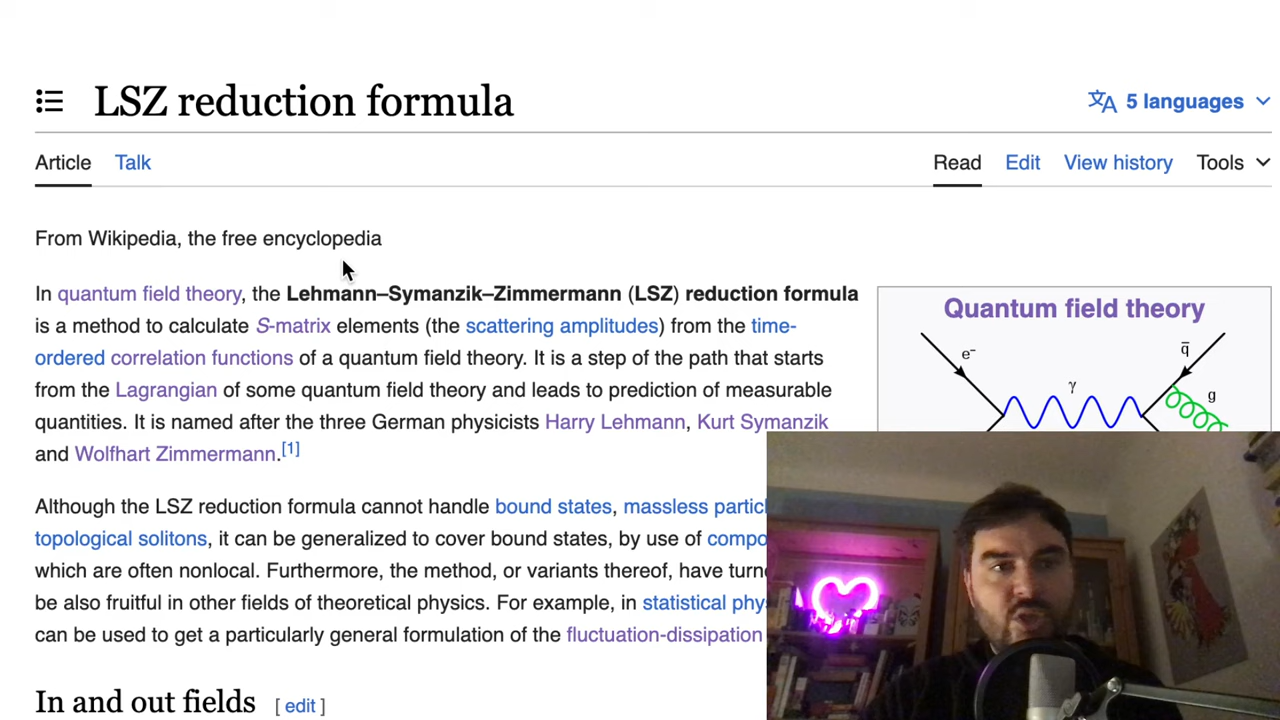 LSZ reduction formula
5 languages
Article Talk Read Edit View history Tools
From Wikipedia, the free encyclopedia
In quantum field theory, the Lehmann–Symanzik–Zimmermann (LSZ) reduction formula
is a method to calculate S-matrix elements (the scattering amplitudes) from the time-
ordered correlation functions of a quantum field theory. It is a step of the path that starts
from the Lagrangian of some quantum field theory and leads to prediction of measurable
quantities. It is named after the three German physicists Harry Lehmann, Kurt Symanzik
and Wolfhart Zimmermann.[1]
Quantum field theory
e⁻
q̄
γ
g
Although the LSZ reduction formula cannot handle bound states, massless
topological solitons, it can be generalized to cover bound states, by use of
which are often nonlocal. Furthermore, the method, or variants thereof, have
be also fruitful in other fields of theoretical physics. For example, in statistical
can be used to get a particularly general formulation of the fluctuation-dissipation
In and out fields [ edit ]